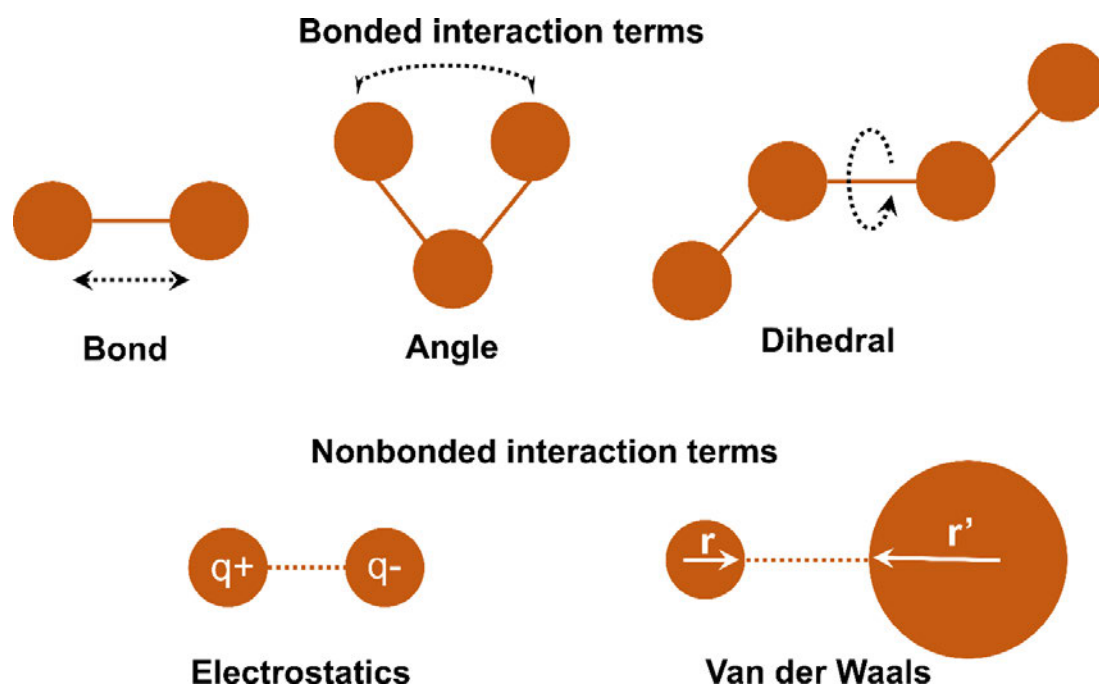 Bonded interaction terms
Bond
Angle
Dihedral
Nonbonded interaction terms
q+
q-
r
r’
Electrostatics
Van der Waals